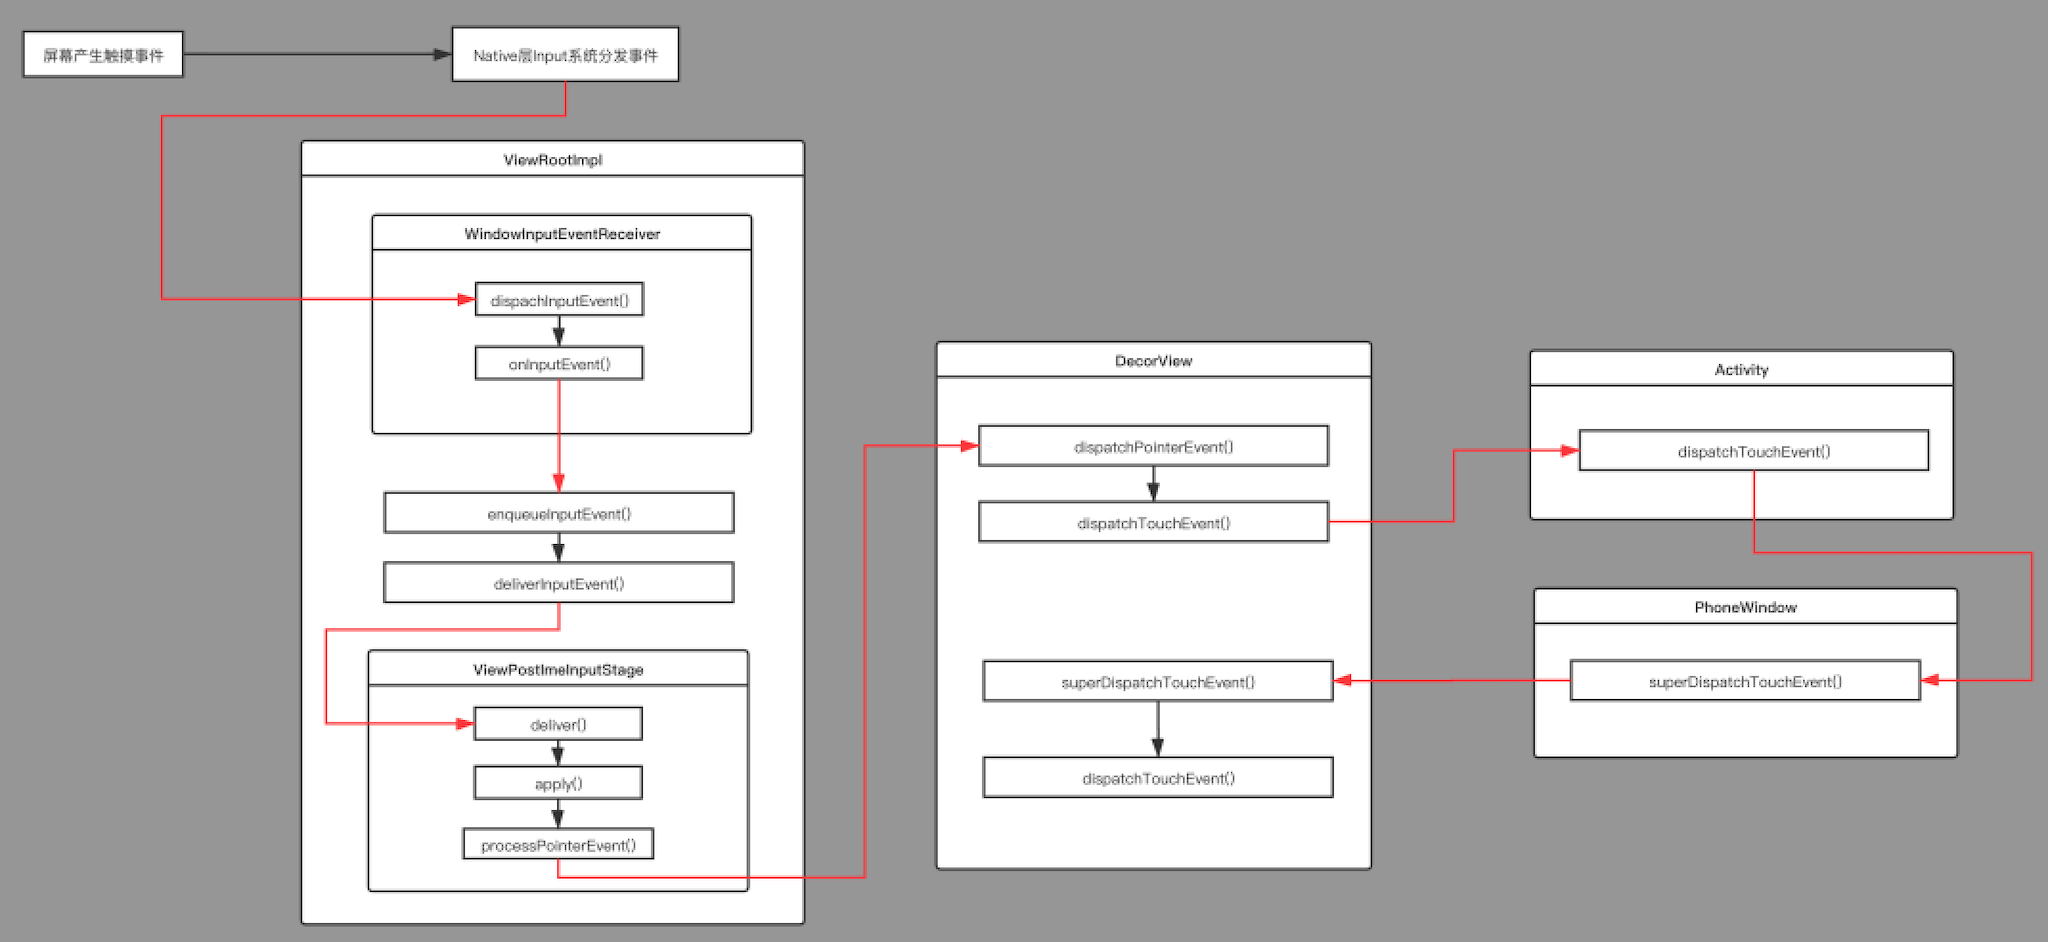 屏幕产生触摸事件
Native层Input系统分发事件
ViewRootImpl
WindowInputEventReceiver
dispachInputEvent()
onInputEvent()
enqueueInputEvent()
deliverInputEvent()
ViewPostImeInputStage
deliver()
apply()
processPointerEvent()
DecorView
dispatchPointerEvent()
dispatchTouchEvent()
superDispatchTouchEvent()
dispatchTouchEvent()
Activity
dispatchTouchEvent()
PhoneWindow
superDispatchTouchEvent()